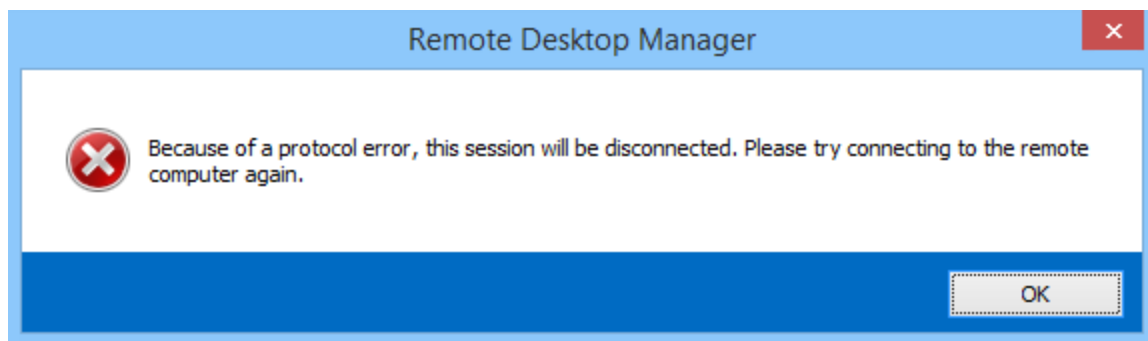 Remote Desktop Manager
Because of a protocol error, this session will be disconnected. Please try connecting to the remote
computer again.
OK